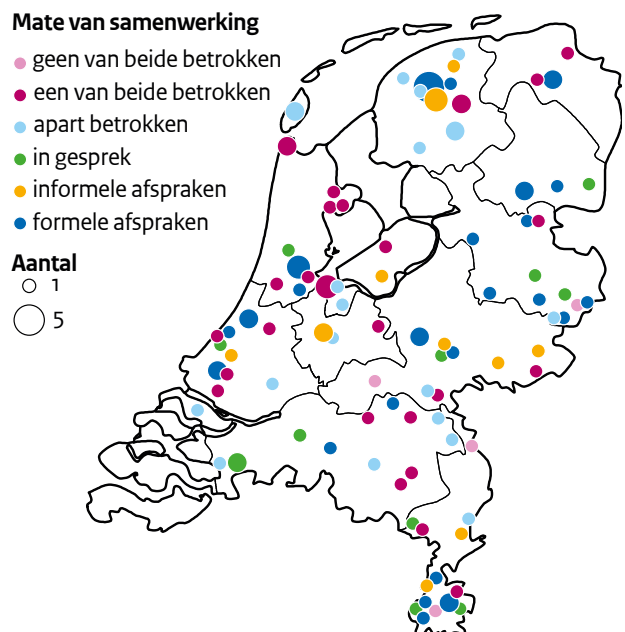 Mate van samenwerking
geen van beide betrokken
een van beide betrokken
apart betrokken
in gesprek
informele afspraken
formele afspraken
Aantal
1
5